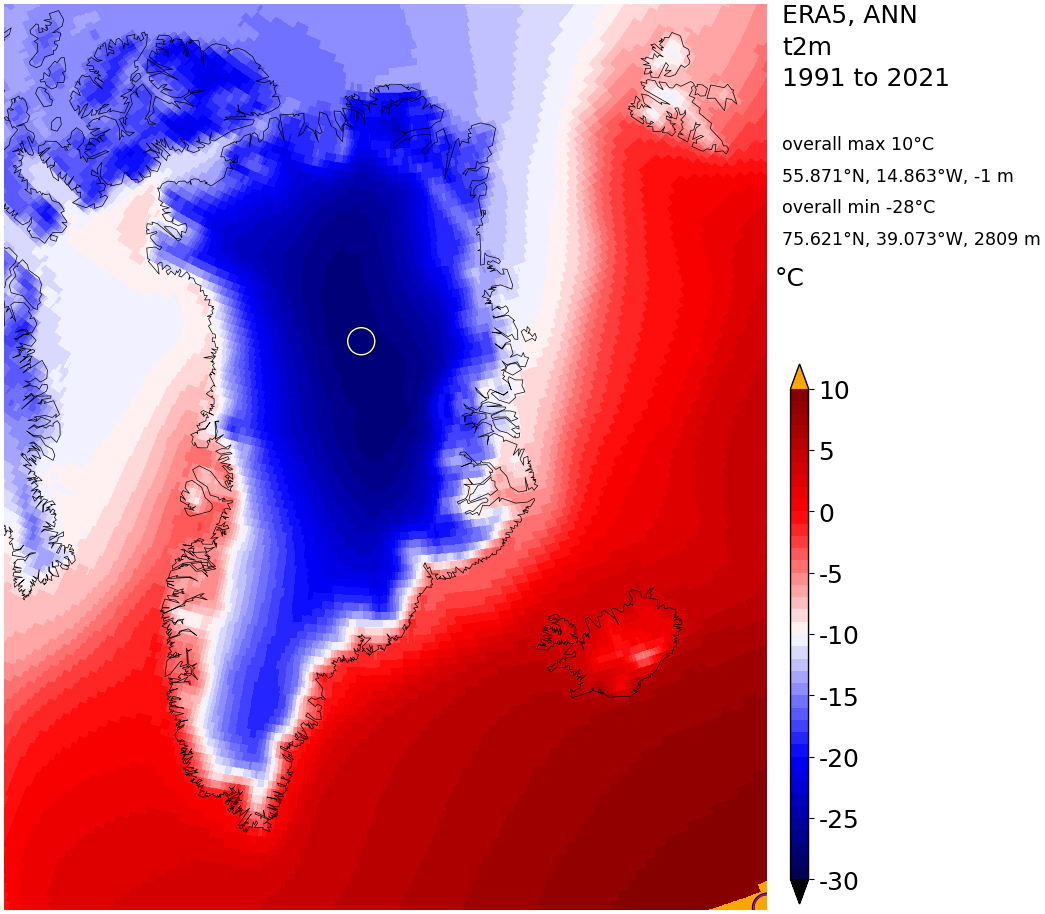 ERA5, ANN
t2m
1991 to 2021
overall max 10°C
55.871°N, 14.863°W, -1 m
overall min -28°C
75.621°N, 39.073°W, 2809 m
°C
10
5
0
-5
-10
-15
-20
-25
-30